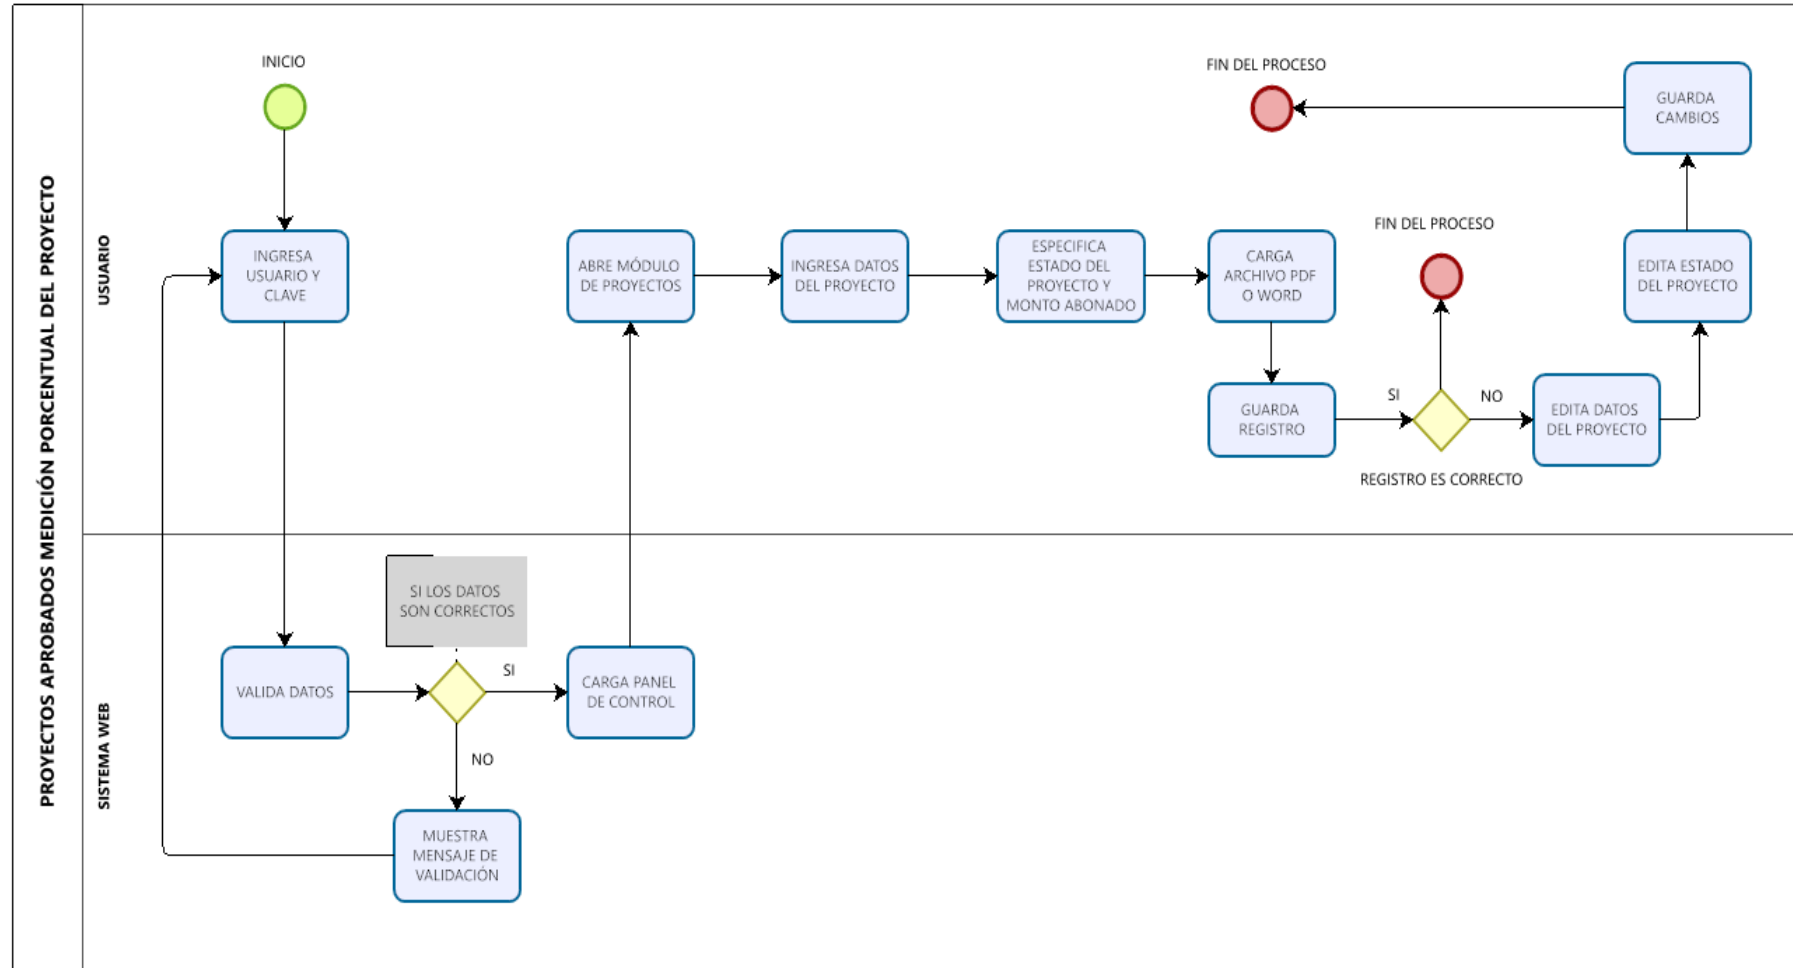 PROYECTOS APROBADOS MEDICIÓN PORCENTUAL DEL PROYECTO
USUARIO
INICIO
INGRESA
USUARIO Y
CLAVE
ABRE MÓDULO
DE PROYECTOS
INGRESA DATOS
DEL PROYECTO
ESPECIFICA
ESTADO DEL
PROYECTO Y
MONTO ABONADO
CARGA
ARCHIVO PDF
O WORD
GUARDA
REGISTRO
SI
NO
REGISTRO ES CORRECTO
FIN DEL PROCESO
EDITA DATOS
DEL PROYECTO
EDITA ESTADO
DEL PROYECTO
GUARDA
CAMBIOS
FIN DEL PROCESO
SISTEMA WEB
VALIDA DATOS
SI LOS DATOS
SON CORRECTOS
SI
NO
CARGA PANEL
DE CONTROL
MUESTRA
MENSAJE DE
VALIDACIÓN